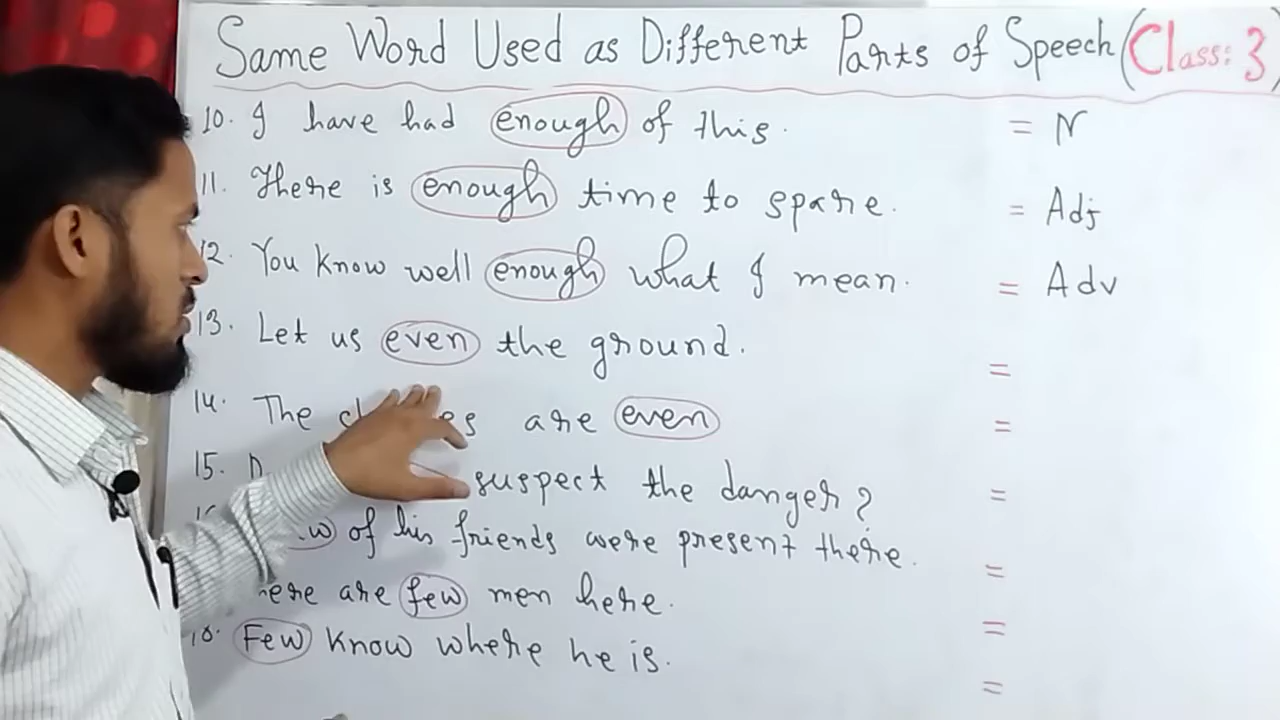 Same Word Used as Different Parts of Speech (Class: 3
10. I have had enough of this. = N
11. There is enough time to spare. = Adj
12. You know well enough what I mean. = Adv
13. Let us even the ground. =
14. The are even =
15. suspect the danger? =
of his friends were present there. =
are few men here. =
18. Few know where he is. =